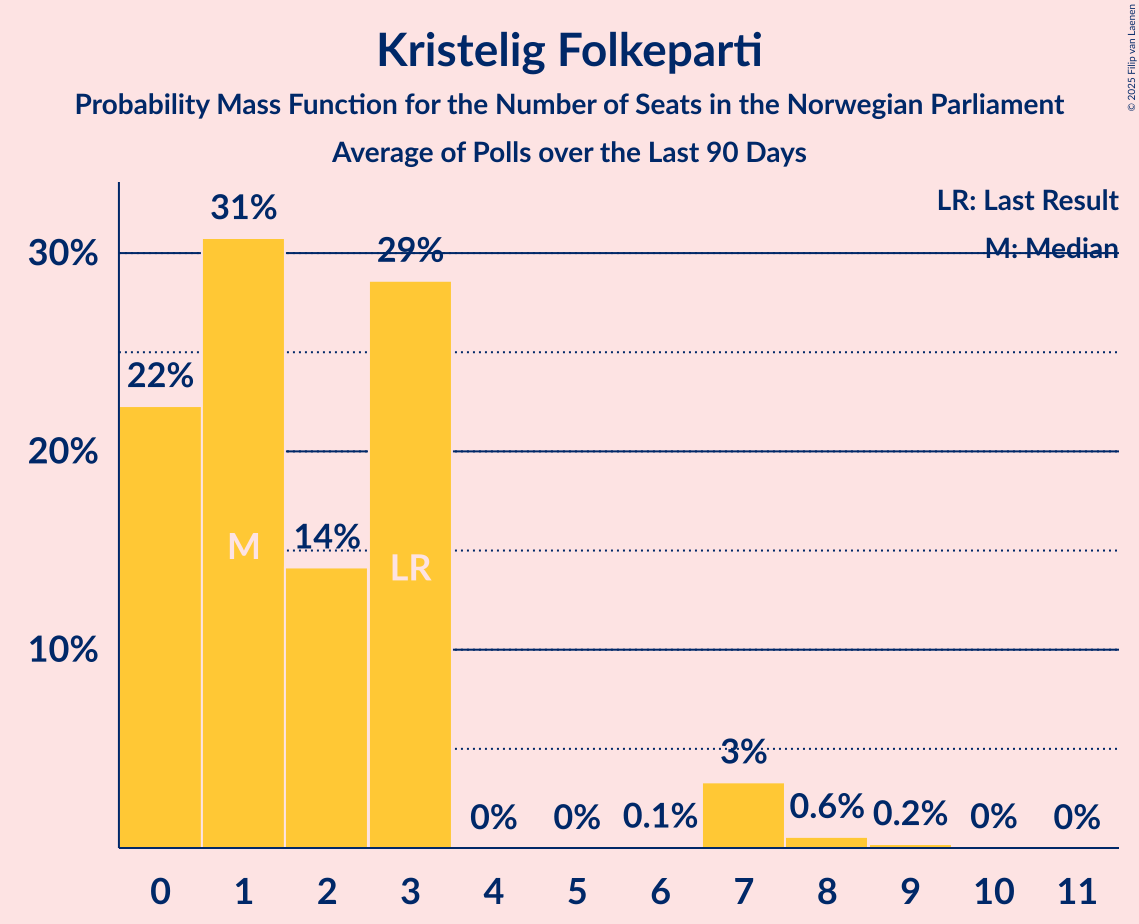 Kristelig Folkeparti
Probability Mass Function for the Number of Seats in the Norwegian Parliament
Average of Polls over the Last 90 Days
© 2025 Filip van Laenen
LR: Last Result
M: Median
30%
20%
10%
22%
31%
14%
29%
0%
0%
0.1%
3%
0.6%
0.2%
0%
0%
M
LR
0 1 2 3 4 5 6 7 8 9 10 11